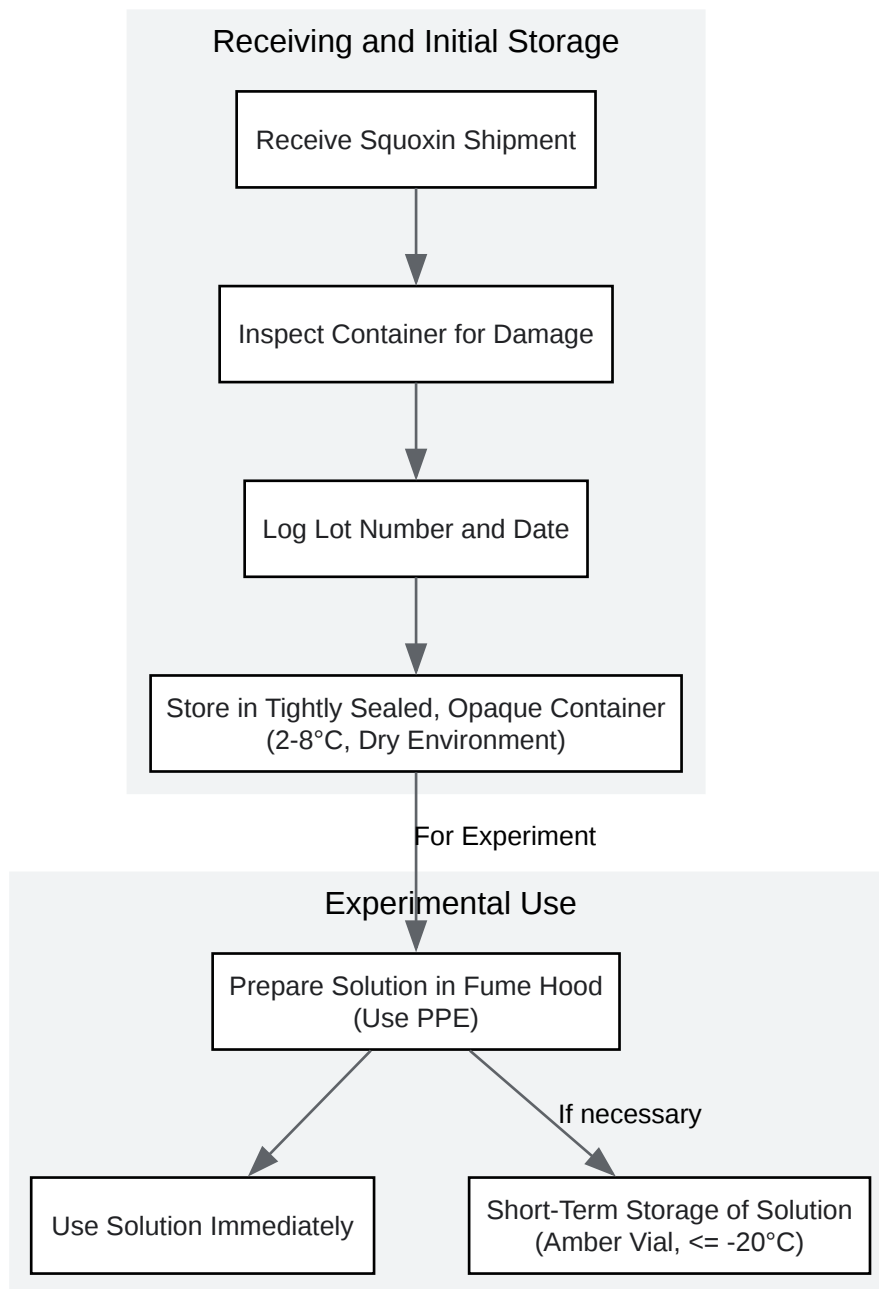 Receiving and Initial Storage
Receive Squoxin Shipment
Inspect Container for Damage
Log Lot Number and Date
Store in Tightly Sealed, Opaque Container
(2-8°C, Dry Environment)
For Experiment
Experimental Use
Prepare Solution in Fume Hood
(Use PPE)
If necessary
Use Solution Immediately
Short-Term Storage of Solution
(Amber Vial, <= -20°C)